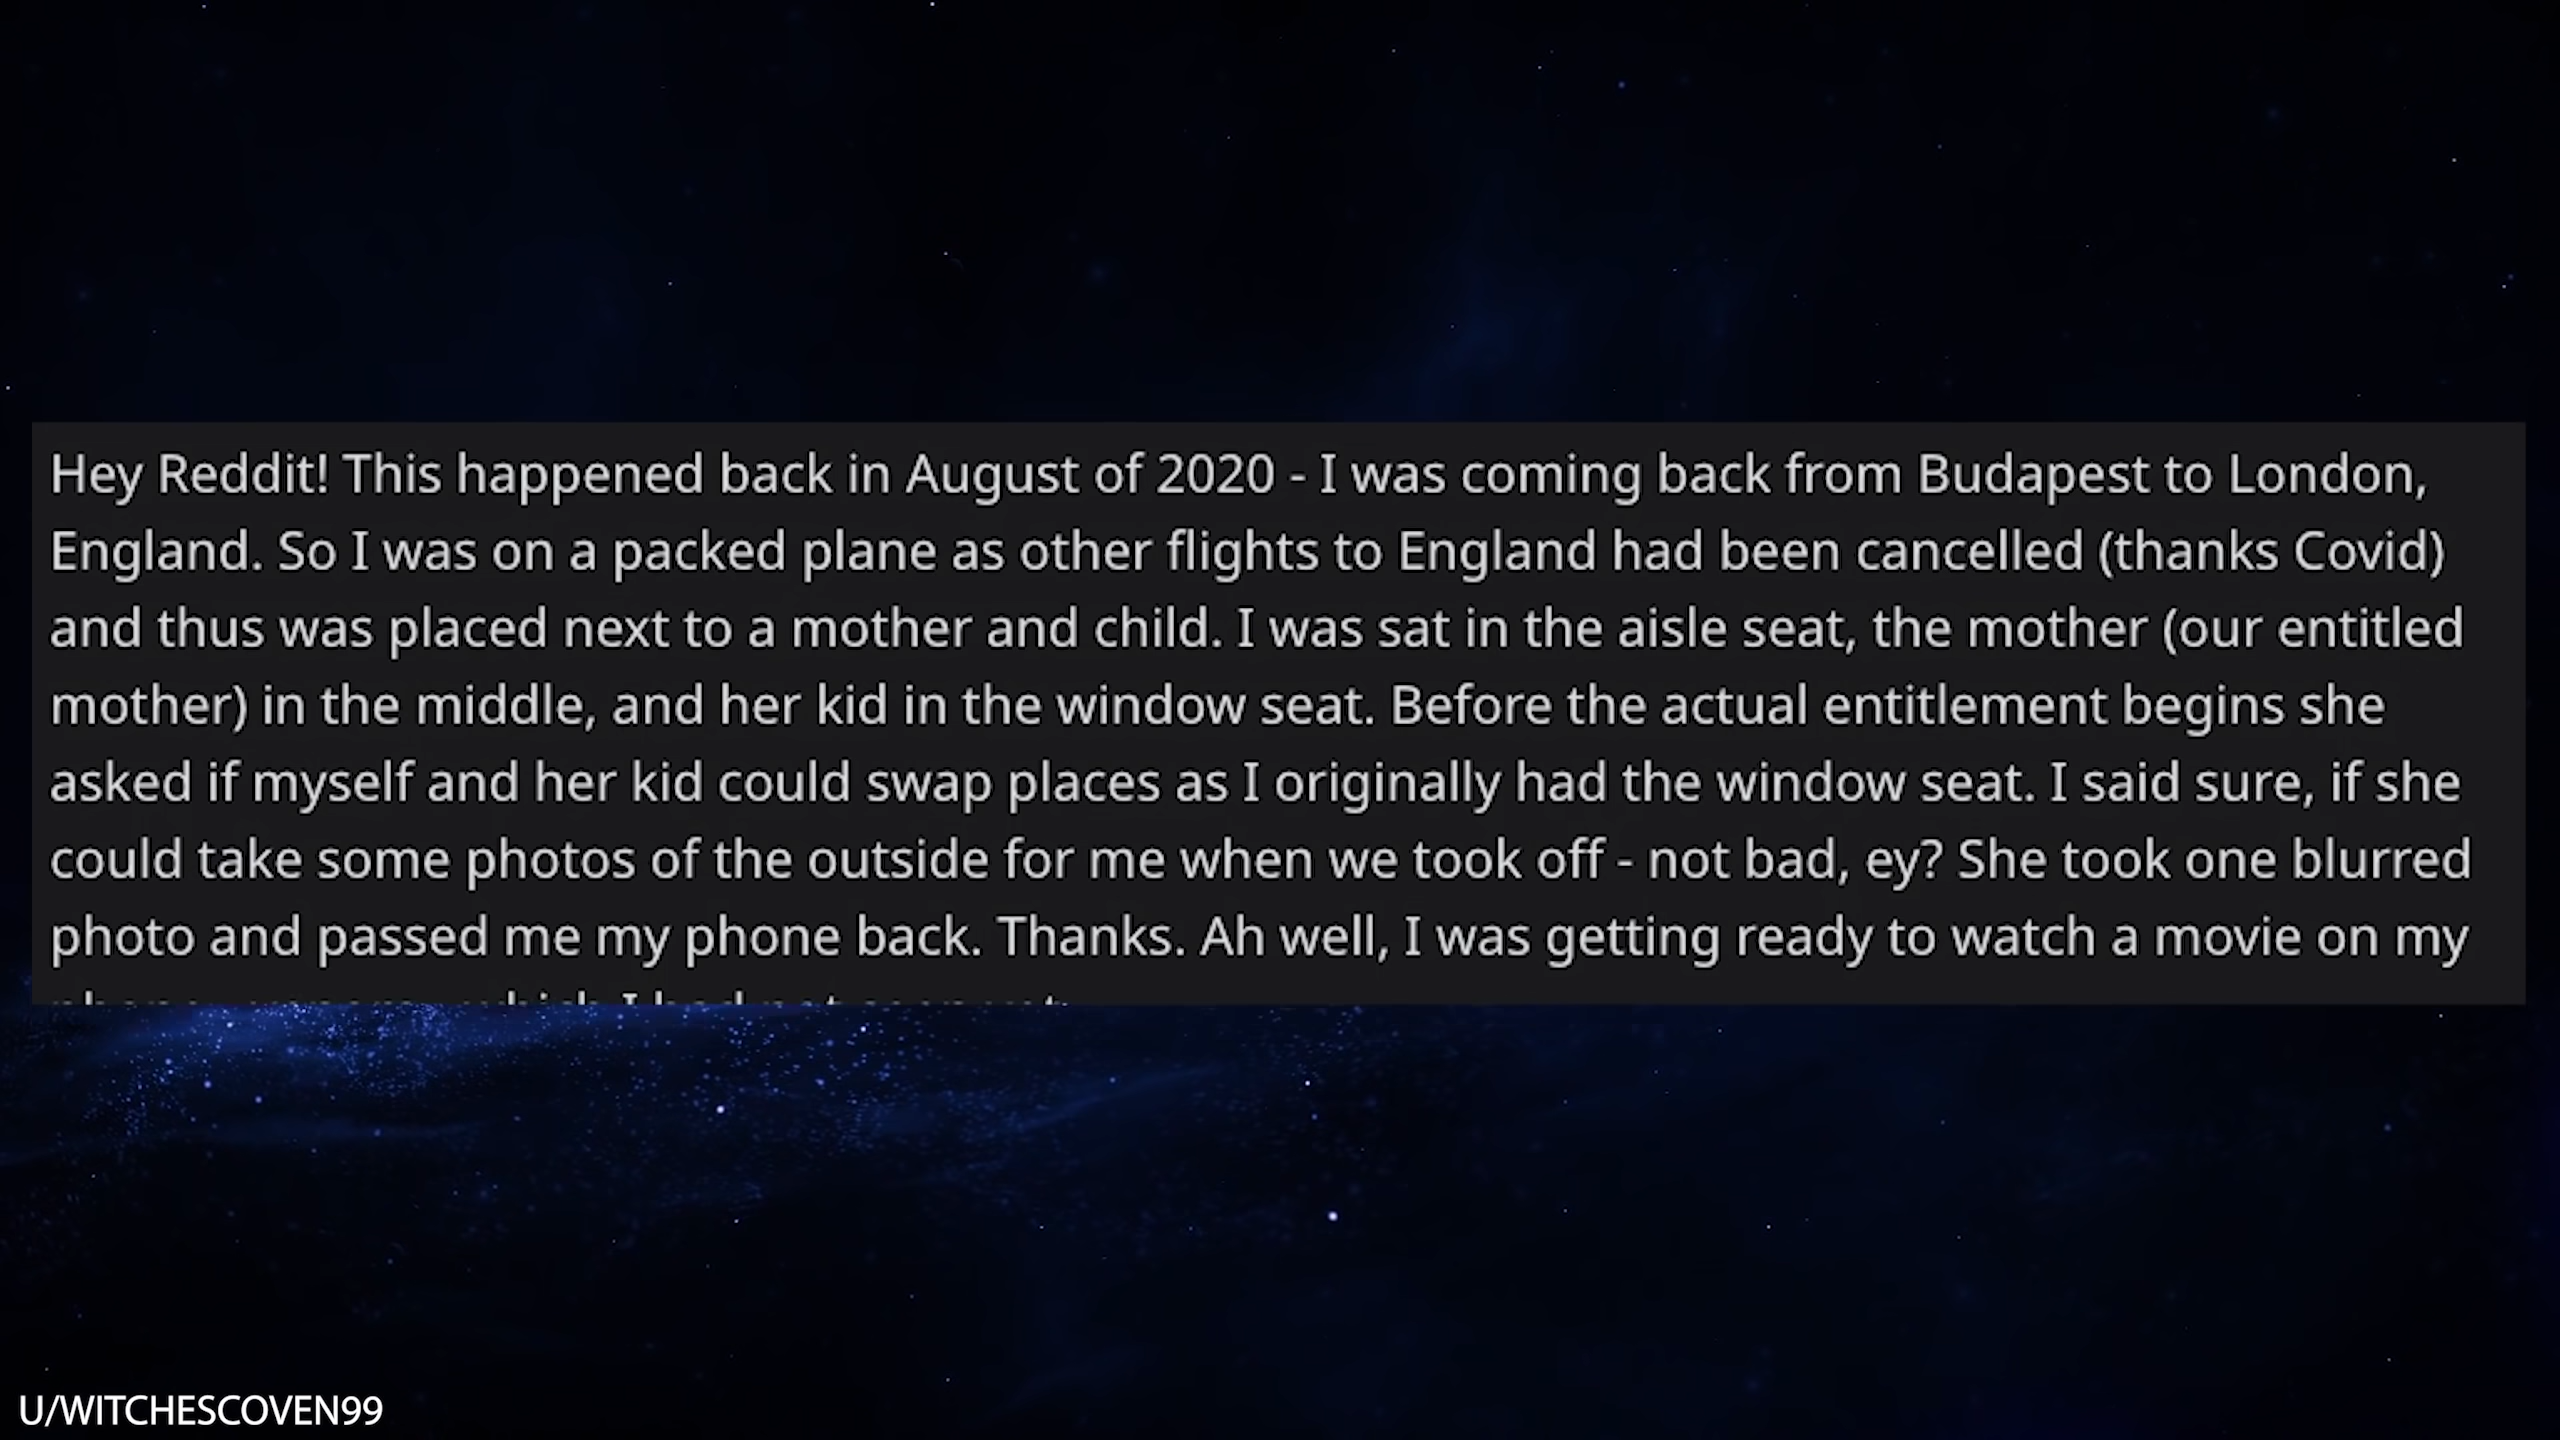 Hey Reddit! This happened back in August of 2020 - I was coming back from Budapest to London,
England. So I was on a packed plane as other flights to England had been cancelled (thanks Covid)
and thus was placed next to a mother and child. I was sat in the aisle seat, the mother (our entitled
mother) in the middle, and her kid in the window seat. Before the actual entitlement begins she
asked if myself and her kid could swap places as I originally had the window seat. I said sure, if she
could take some photos of the outside for me when we took off - not bad, ey? She took one blurred
photo and passed me my phone back. Thanks. Ah well, I was getting ready to watch a movie on my
which I had not
U/WITCHESCOVEN99